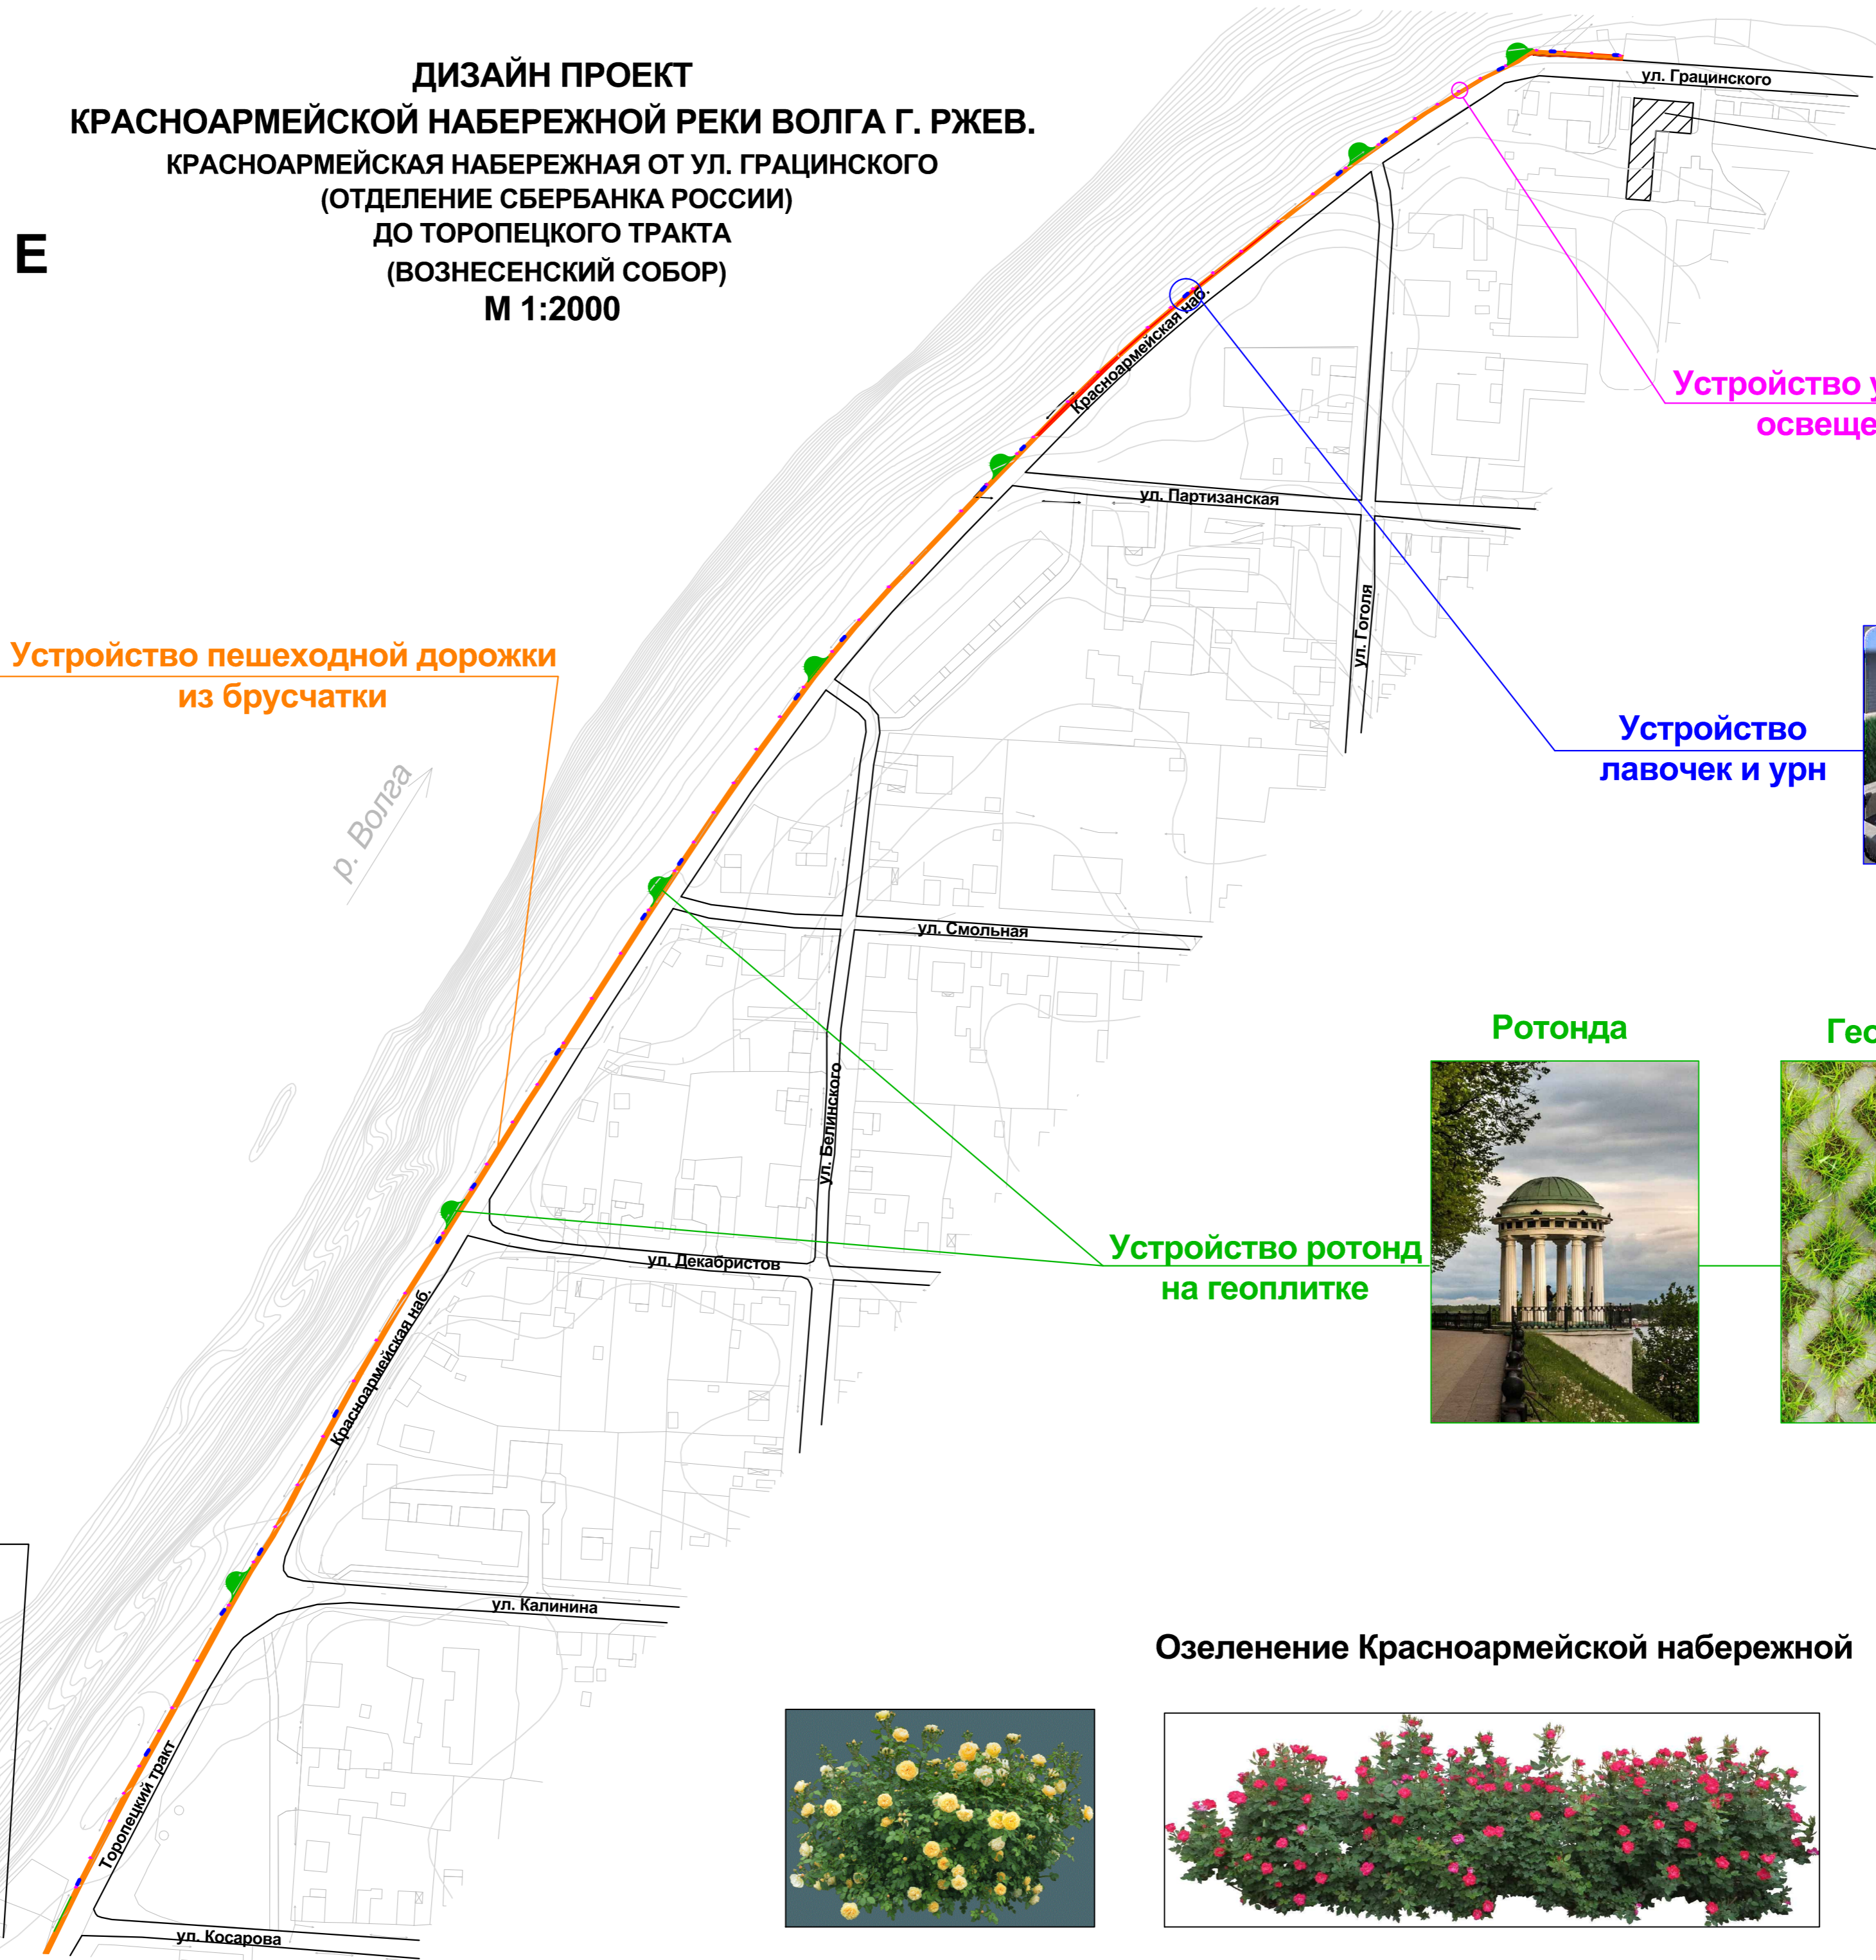 ДИЗАЙН ПРОЕКТ
КРАСНОАРМЕЙСКОЙ НАБЕРЕЖНОЙ РЕКИ ВОЛГА Г. РЖЕВ.
КРАСНОАРМЕЙСКАЯ НАБЕРЕЖНАЯ ОТ УЛ. ГРАЦИНСКОГО
(ОТДЕЛЕНИЕ СБЕРБАНКА РОССИИ)
ДО ТОРОПЕЦКОГО ТРАКТА
(ВОЗНЕСЕНСКИЙ СОБОР)
М 1:2000
Е
ул. Грацинского
Красноармейская наб.
Устройство у
освеще
ул. Партизанская
ул. Гоголя
Устройство пешеходной дорожки
из брусчатки
р. Волга
Устройство
лавочек и урн
ул. Смольная
ул. Белинского
Ротонда
Гео
Устройство ротонд
на геоплитке
ул. Декабристов
Красноармейская наб.
ул. Калинина
Озеленение Красноармейской набережной
Торопецкий тракт
ул. Косарова